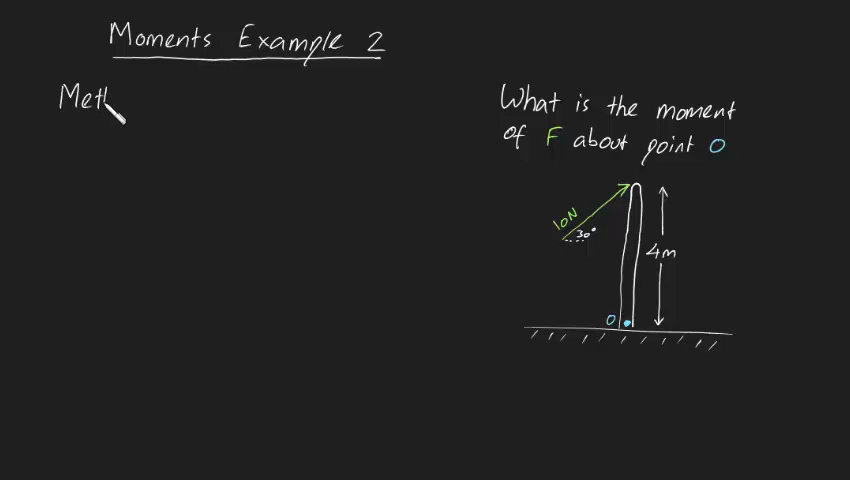 Moments Example 2
Meth
What is the moment
of F about point O
10N
30°
4m
O